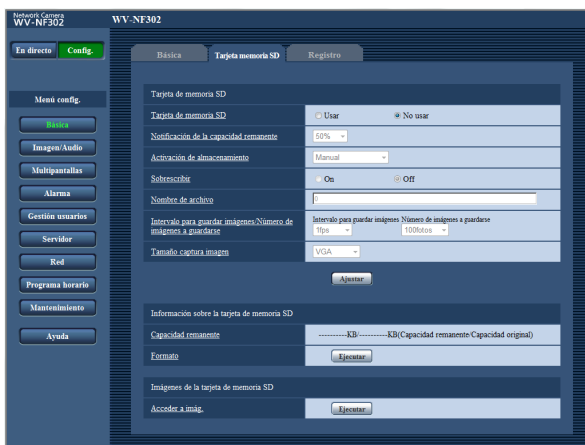 Network Camera
WV-NF302
WV-NF302
En directo
Config.
Básica
Tarjeta memoria SD
Registro
Menú config.
Básica
Imagen/Audio
Multipantallas
Alarma
Gestión usuarios
Servidor
Red
Programa horario
Mantenimiento
Ayuda
Tarjeta de memoria SD
Tarjeta de memoria SD
Usar
No usar
Notificación de la capacidad remanente
50%
Activación de almacenamiento
Manual
Sobrescribir
On
Off
Nombre de archivo
0
Intervalo para guardar imágenes/Número de
imágenes a guardarse
Intervalo para guardar imágenes Número de imágenes a guardarse
1fps
100fotos
Tamaño captura imagen
VGA
Ajustar
Información sobre la tarjeta de memoria SD
Capacidad remanente
----------KB/----------KB(Capacidad remanente/Capacidad original)
Formato
Ejecutar
Imágenes de la tarjeta de memoria SD
Acceder a imág.
Ejecutar